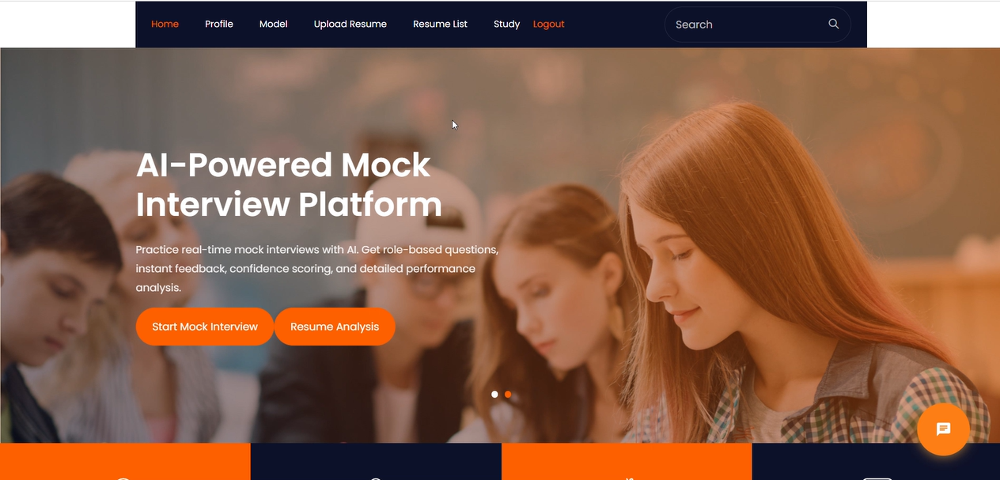 Home Profile Model Upload Resume Resume List Study Logout Search
AI-Powered Mock
Interview Platform
Practice real-time mock interviews with AI. Get role-based questions,
instant feedback, confidence scoring, and detailed performance
analysis.
Start Mock Interview Resume Analysis